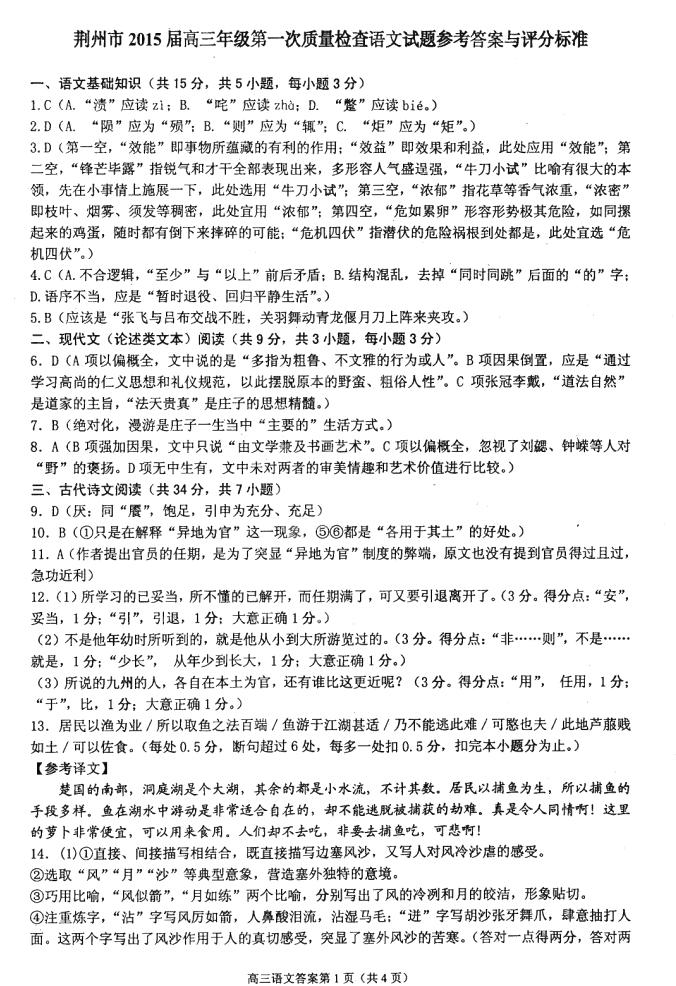 荆州市 2015 届高三年级第一次质量检查语文试题参考答案与评分标准
一、语文基础知识（共 15 分，共 5 小题，每小题 3 分）
1.C（A. “渍”应读 zì；B. “咤”应读 zhà；D. “蹩”应读 bié。）
2.D（A. “陨”应为“殒”；B.“则”应为“辄”；C. “炬”应为“矩”。）
3.D（第一空，“效能”即事物所蕴藏的有利的作用；“效益”即效果和利益，此处应用“效能”；第
二空，“锋芒毕露”指锐气和才干全部表现出来，多形容人气盛逞强，“牛刀小试”比喻有很大的本
领，先在小事情上施展一下，此处选用“牛刀小试”；第三空，“浓郁”指花草等香气浓重，“浓密”
即枝叶、烟雾、须发等稠密，此处宜用“浓郁”；第四空，“危如累卵”形容形势极其危险，如同摞
起来的鸡蛋，随时都有倒下来摔碎的可能；“危机四伏”指潜伏的危险祸根到处都是，此处宜选“危
机四伏”。）
4.C（A.不合逻辑，“至少”与“以上”前后矛盾；B.结构混乱，去掉“同时同跳”后面的“的”字；
D.语序不当，应是“暂时退役、回归平静生活”。）
5.B（应该是“张飞与吕布交战不胜，关羽舞动青龙偃月刀上阵来夹攻。）
二、现代文（论述类文本）阅读（共 9 分，共 3 小题，每小题 3 分）
6．D（A 项以偏概全，文中说的是“多指为粗鲁、不文雅的行为或人”。B 项因果倒置，应是“通过
学习高尚的仁义思想和礼仪规范，以此摆脱原本的野蛮、粗俗人性”。C 项张冠李戴，“道法自然”
是道家的主旨，“法天贵真”是庄子的思想精髓。）
7．B（绝对化，漫游是庄子一生当中“主要的”生活方式。）
8．A（B 项强加因果，文中只说“由文学兼及书画艺术”。C 项以偏概全，忽视了刘勰、钟嵘等人对
“野”的褒扬。D 项无中生有，文中未对两者的审美情趣和艺术价值进行比较。）
三、古代诗文阅读（共 34 分，共 7 小题）
9．D（厌：同“餍”，饱足，引申为充分、充足）
10．B（①只是在解释“异地为官”这一现象，⑤⑥都是“各用于其土”的好处。）
11．A（作者提出官员的任期，是为了突显“异地为官”制度的弊端，原文也没有提到官员得过且过，
急功近利）
12．（1）所学习的已妥当，所不懂的已解开，而任期满了，可又要引退离开了。（3 分。得分点：“安”，
妥当，1 分；“引”，引退，1 分；大意正确 1 分。）
（2）不是他年幼时所听到的，就是他从小到大所游览过的。（3 分。得分点：“非……则”，不是……
就是，1 分；“少长”， 从年少到长大，1 分；大意正确 1 分。）
（3）所说的九州的人，各自在本土为官，还有谁比这更近呢？（3 分。得分点：“用”， 任用，1 分；
“于”，比，1 分；大意正确 1 分。）
13．居民以渔为业／所以取鱼之法百端／鱼游于江湖甚适／乃不能逃此难／可愍也夫／此地芦菔贱
如土／可以佐食。（每处 0.5 分，断句超过 6 处，每多一处扣 0.5 分，扣完本小题分为止。）
【参考译文】
楚国的南部，洞庭湖是个大湖，其余的都是小水流，不计其数。居民以捕鱼为生，所以捕鱼的
手段多样。鱼在湖水中游动是非常适合自在的，却不能逃脱被捕获的劫难。真是令人同情啊！这里
的萝卜非常便宜，可以用来食用。人们却不去吃，非要去捕鱼吃，可悲啊！
14．(1)①直接、间接描写相结合，既直接描写边塞风沙，又写人对风冷沙虐的感受。
②选取“风”“月”“沙”等典型意象，营造塞外独特的意境。
③巧用比喻，“风似箭”，“月如练”两个比喻，分别写出了风的冷冽和月的皎洁，形象贴切。
④注重炼字，“沾”字写风厉如箭，人鼻酸泪流，沾湿马毛；“迸”字写胡沙张牙舞爪，肆意抽打人
面。这两个字写出了风沙作用于人的真切感受，突显了塞外风沙的苦寒。（答对一点得两分，答对两
高三语文答案第 1 页（共 4 页）